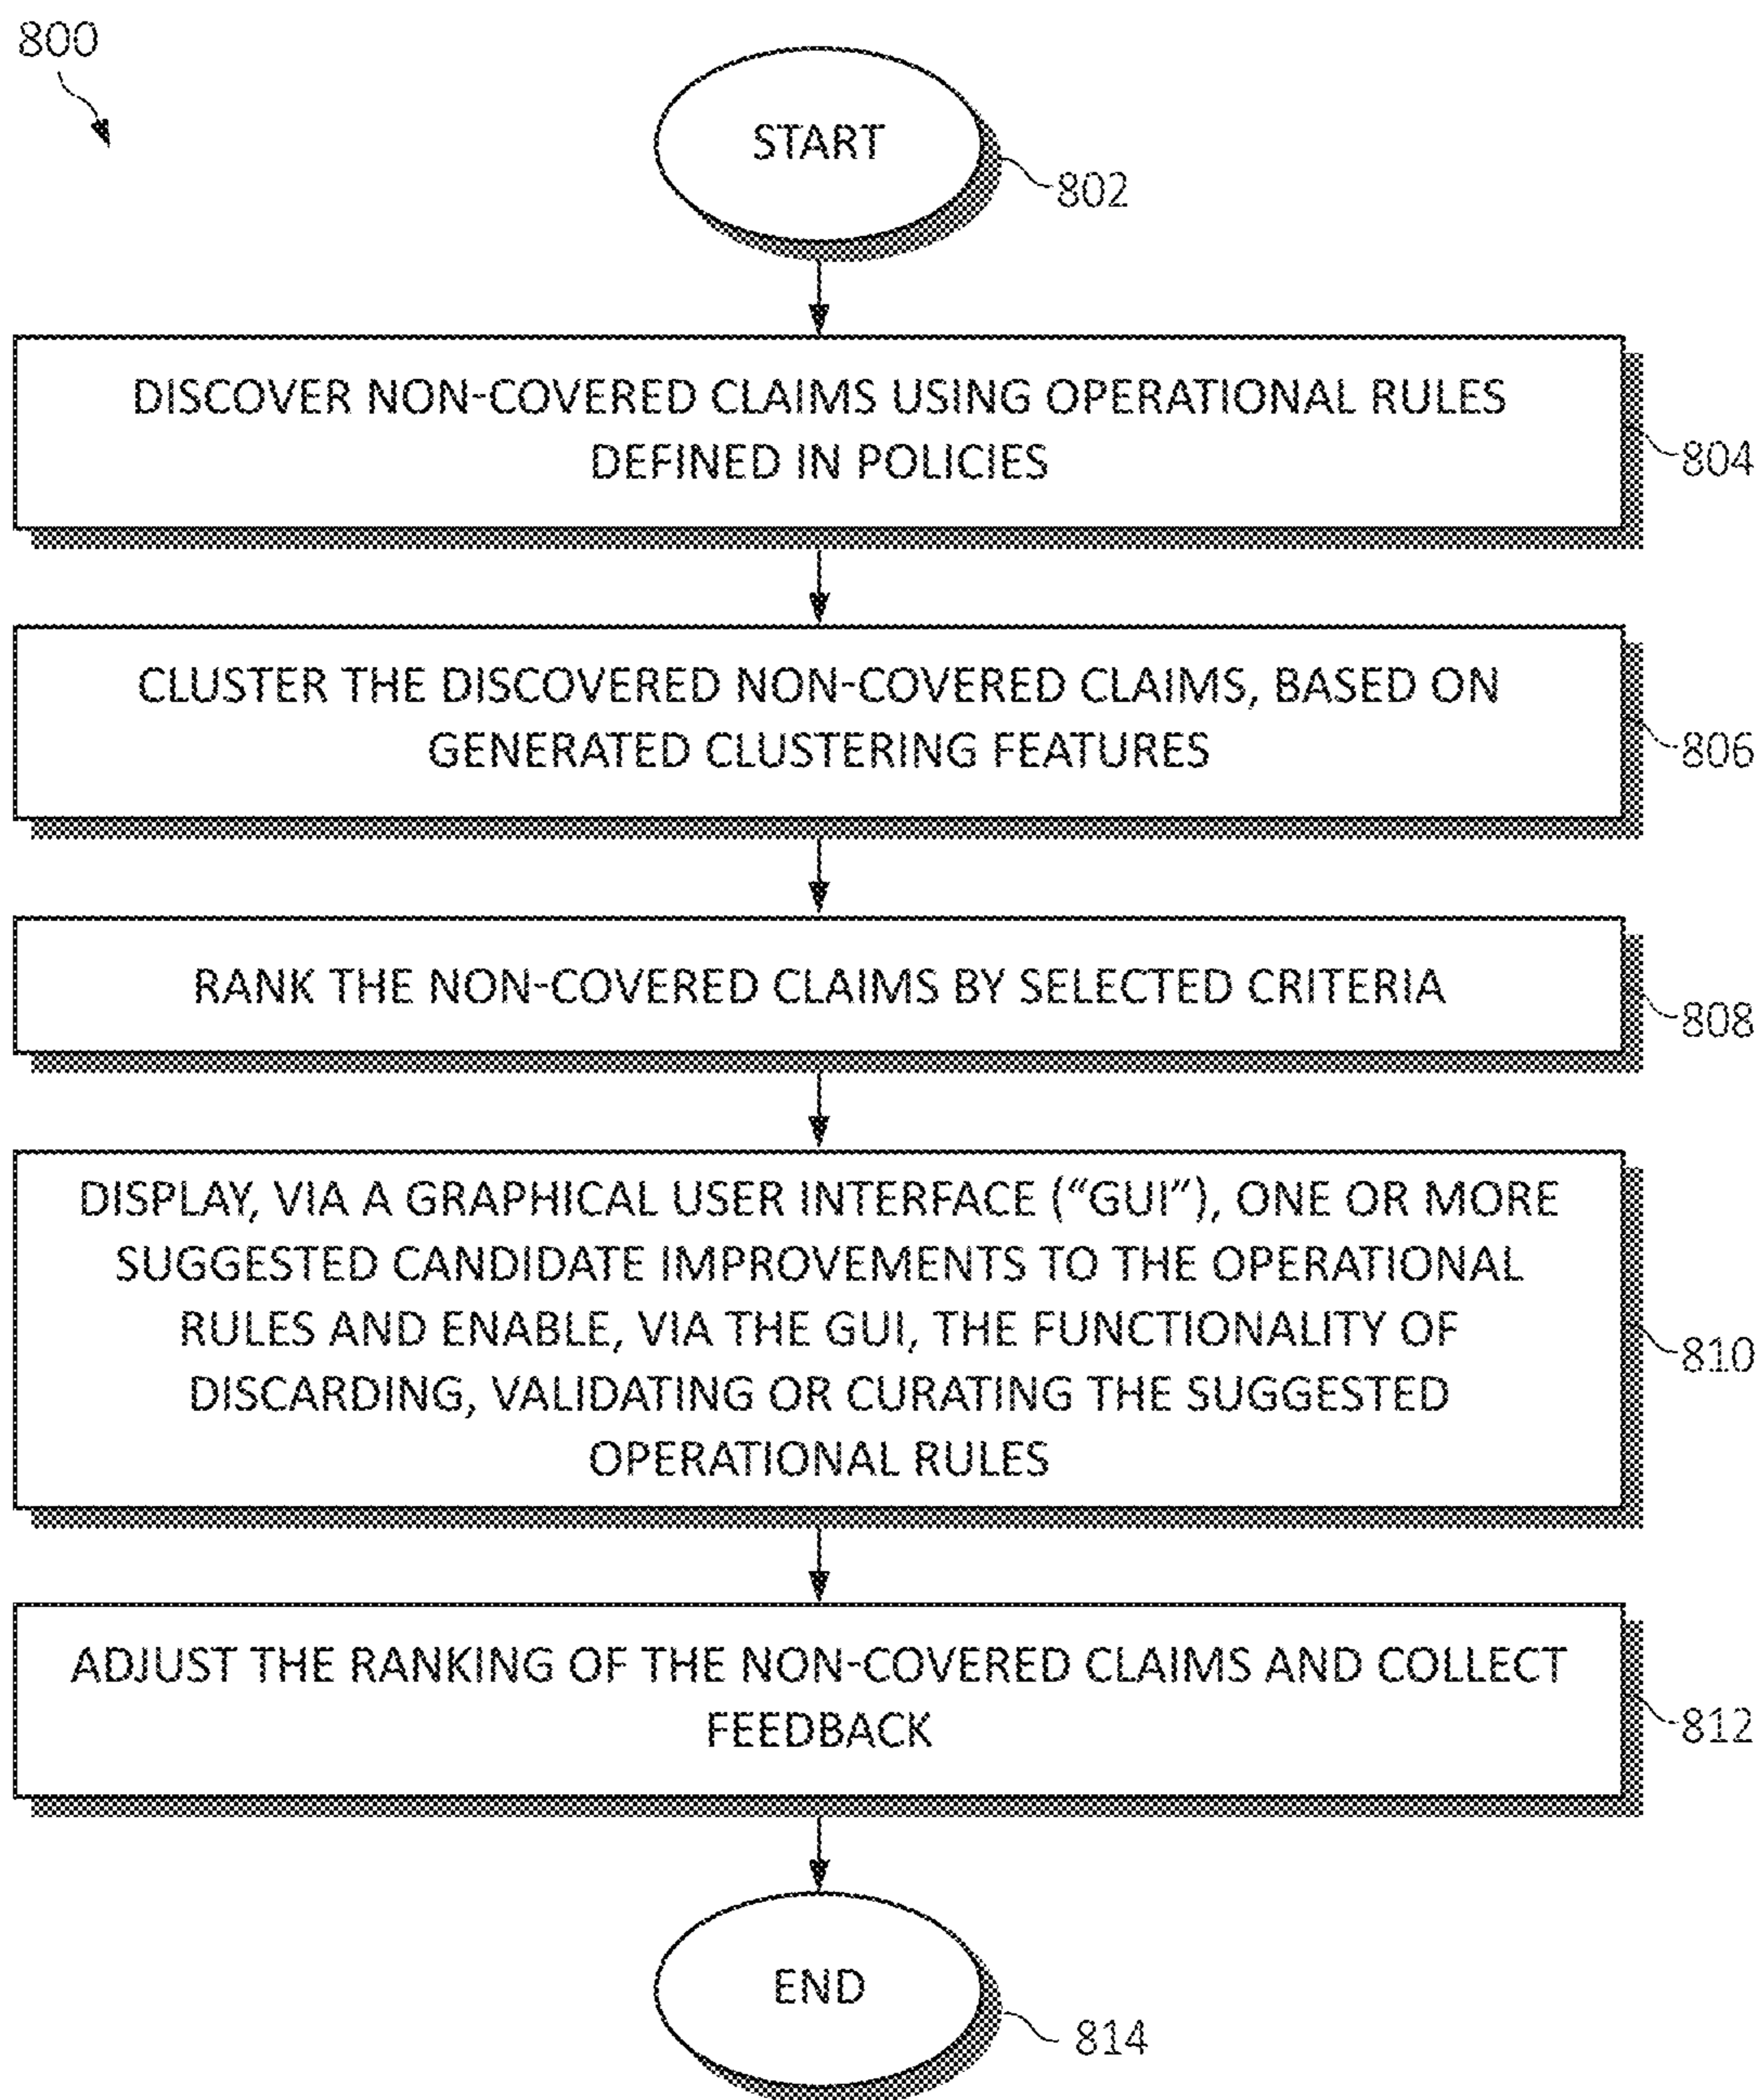 800
START
802
DISCOVER NON-COVERED CLAIMS USING OPERATIONAL RULES
DEFINED IN POLICIES
804
CLUSTER THE DISCOVERED NON-COVERED CLAIMS, BASED ON
GENERATED CLUSTERING FEATURES
806
RANK THE NON-COVERED CLAIMS BY SELECTED CRITERIA
808
DISPLAY, VIA A GRAPHICAL USER INTERFACE (“GUI”), ONE OR MORE
SUGGESTED CANDIDATE IMPROVEMENTS TO THE OPERATIONAL
RULES AND ENABLE, VIA THE GUI, THE FUNCTIONALITY OF
DISCARDING, VALIDATING OR CURATING THE SUGGESTED
OPERATIONAL RULES
810
ADJUST THE RANKING OF THE NON-COVERED CLAIMS AND COLLECT
FEEDBACK
812
END
814